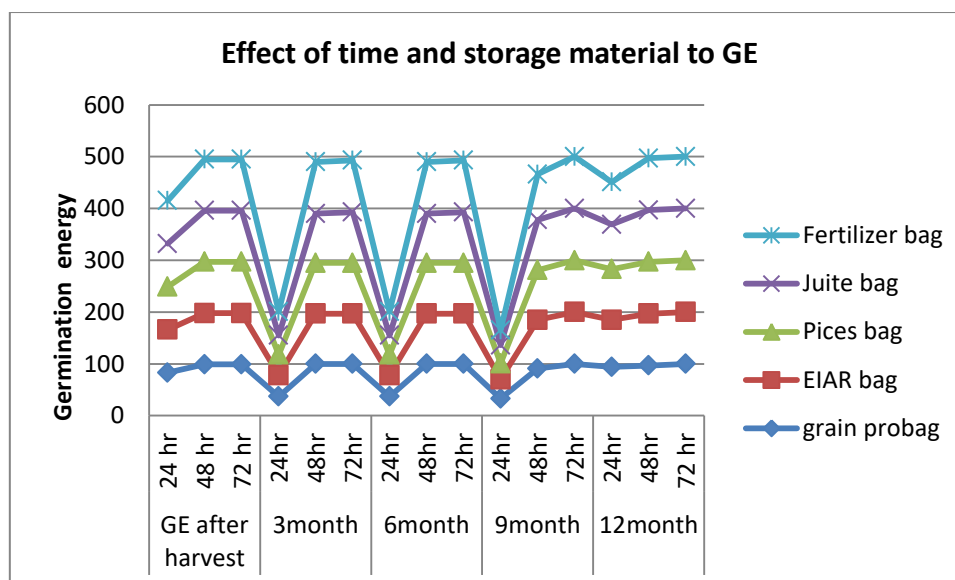 Effect of time and storage material to GE
Germination energy
600
500
400
300
200
100
0
24 hr
48 hr
72 hr
24hr
48hr
72hr
24hr
48hr
72hr
24hr
48hr
72hr
24hr
48hr
72 hr
GE after
harvest
3month
6month
9month
12month
Fertilizer bag
Juite bag
Pices bag
EIAR bag
grain probag